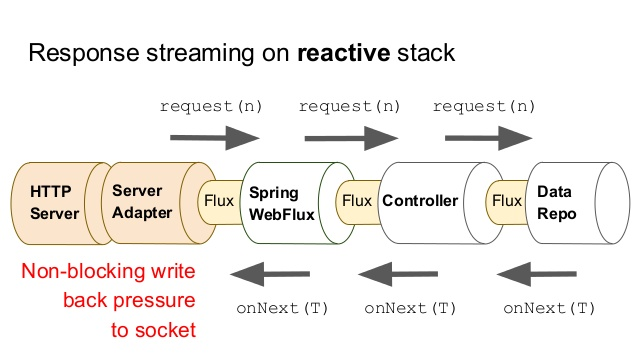 Response streaming on reactive stack
request(n) request(n) request(n)
HTTP
Server
Server
Adapter
Flux
Spring
WebFlux
Flux
Controller
Flux
Data
Repo
Non-blocking write
back pressure
to socket
onNext(T) onNext(T) onNext(T)